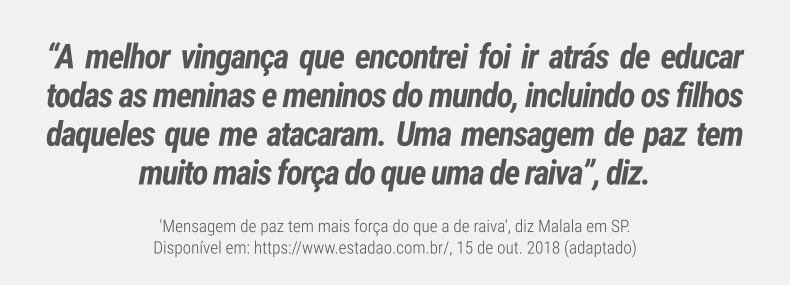 “A melhor vingança que encontrei foi ir atrás de educar
todas as meninas e meninos do mundo, incluindo os filhos
daqueles que me atacaram. Uma mensagem de paz tem
muito mais força do que uma de raiva”, diz.
'Mensagem de paz tem mais força do que a de raiva', diz Malala em SP.
Disponível em: https://www.estadao.com.br/, 15 de out. 2018 (adaptado)